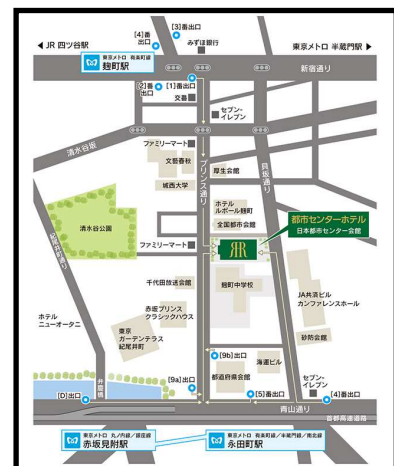 [3]番出口
[4]番
出口
みずほ銀行
◀ JR 四ツ谷駅
東京メトロ 半蔵門駅 ▶
東京メトロ 有楽町線
麹町駅
新宿通り
[2]番
出口
[1]番
出口
交番
セブン-
イレブン
清水谷坂
ファミリーマート
文藝春秋
城西大学
プリンス通り
厚生会館
貝坂通り
ホテル
ルポール麹町
全国都市会館
都市センターホテル
日本都市センター会館
清水谷公園
紀尾井町通り
ファミリーマート
千代田放送会館
麹町中学校
赤坂プリンス
クラシックハウス
JA共済ビル
カンファレンスホール
ホテル
ニューオータニ
東京
ガーデンテラス
紀尾井町
砂防会館
[9b]出口
海運ビル
都道府県会館
弁慶橋
[9a]出口
[D]出口
[5]番出口
セブン-
イレブン
[4]番出口
青山通り
首都高速道路
東京メトロ 丸ノ内線/銀座線
赤坂見附駅
東京メトロ 有楽町線/半蔵門線/南北線
永田町駅